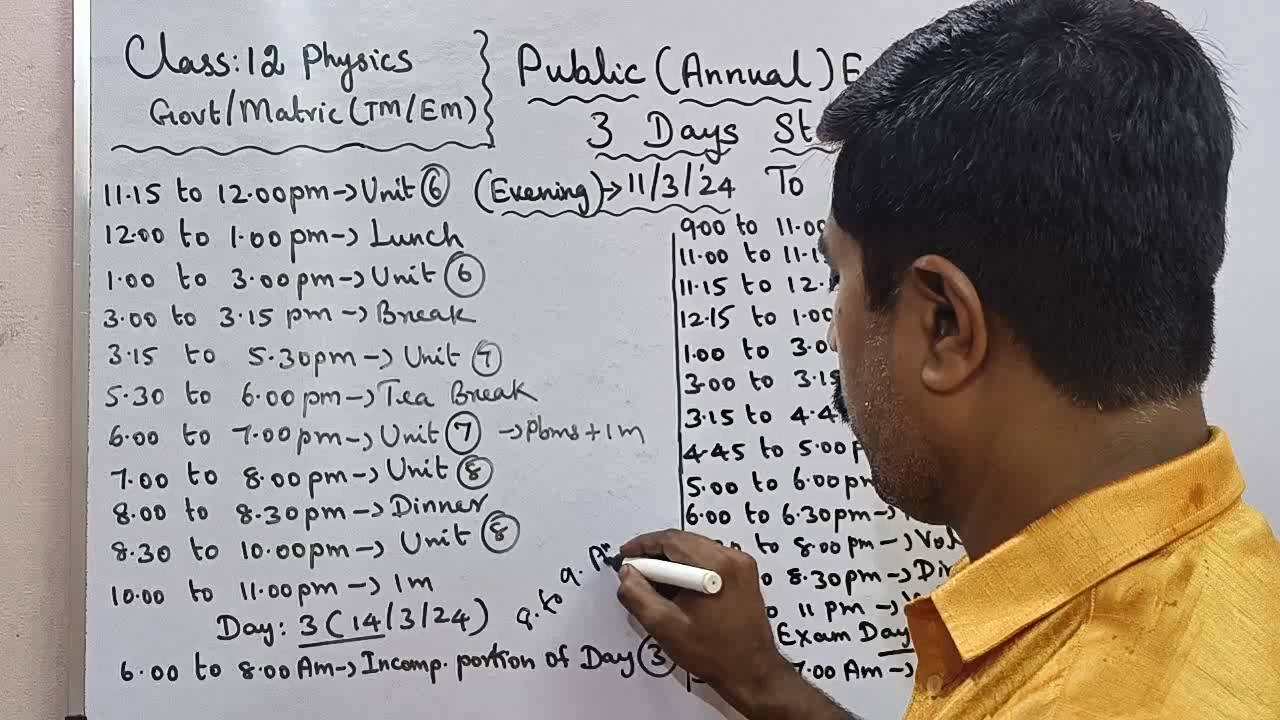 Class: 12 Physics
Govt/Matric (TM/EM)
Public (Annual) E
3 Days St
(Evening) → 11/3/'24 To
11.15 to 12.00pm → Unit 6
12.00 to 1.00 pm → Lunch
1.00 to 3.00pm → Unit 6
3.00 to 3.15 pm → Break
3.15 to 5.30pm → Unit 7
5.30 to 6.00pm → Tea Break
6.00 to 7.00pm → Unit 7 → Pbms + 1m
7.00 to 8.00pm → Unit 8
8.00 to 8.30pm → Dinner
8.30 to 10.00pm → Unit 8
10.00 to 11.00pm → 1m
Day: 3 (14/3/24)
8. to 9.
6.00 to 8.00 Am → Incomp. portion of Day 3
9.00 to 11.00
11.00 to 11.1
11.15 to 12.
12.15 to 1.00
1.00 to 3.0
3.00 to 3.15
3.15 to 4.4
4.45 to 5.00
5.00 to 6.00pm
6.00 to 6.30pm →
to 8.00 pm → Vol
to 8.30pm → Din
to 11 pm →
Exam Day
7.00 Am →